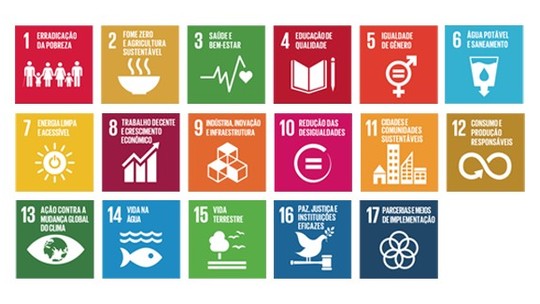 1 ERRADICAÇÃO
DA POBREZA
2 FOME ZERO
E AGRICULTURA
SUSTENTÁVEL
3 SAÚDE E
BEM-ESTAR
4 EDUCAÇÃO DE
QUALIDADE
5 IGUALDADE
DE GÊNERO
6 ÁGUA POTÁVEL
E SANEAMENTO
7 ENERGIA LIMPA
E ACESSÍVEL
8 TRABALHO DECENTE
E CRESCIMENTO
ECONÔMICO
9 INDÚSTRIA, INOVAÇÃO
E INFRAESTRUTURA
10 REDUÇÃO DAS
DESIGUALDADES
11 CIDADES E
COMUNIDADES
SUSTENTÁVEIS
12 CONSUMO E
PRODUÇÃO
RESPONSÁVEIS
13 AÇÃO CONTRA A
MUDANÇA GLOBAL
DO CLIMA
14 VIDA NA
ÁGUA
15 VIDA
TERRESTRE
16 PAZ, JUSTIÇA E
INSTITUIÇÕES
EFICAZES
17 PARCERIAS E MEIOS
DE IMPLEMENTAÇÃO